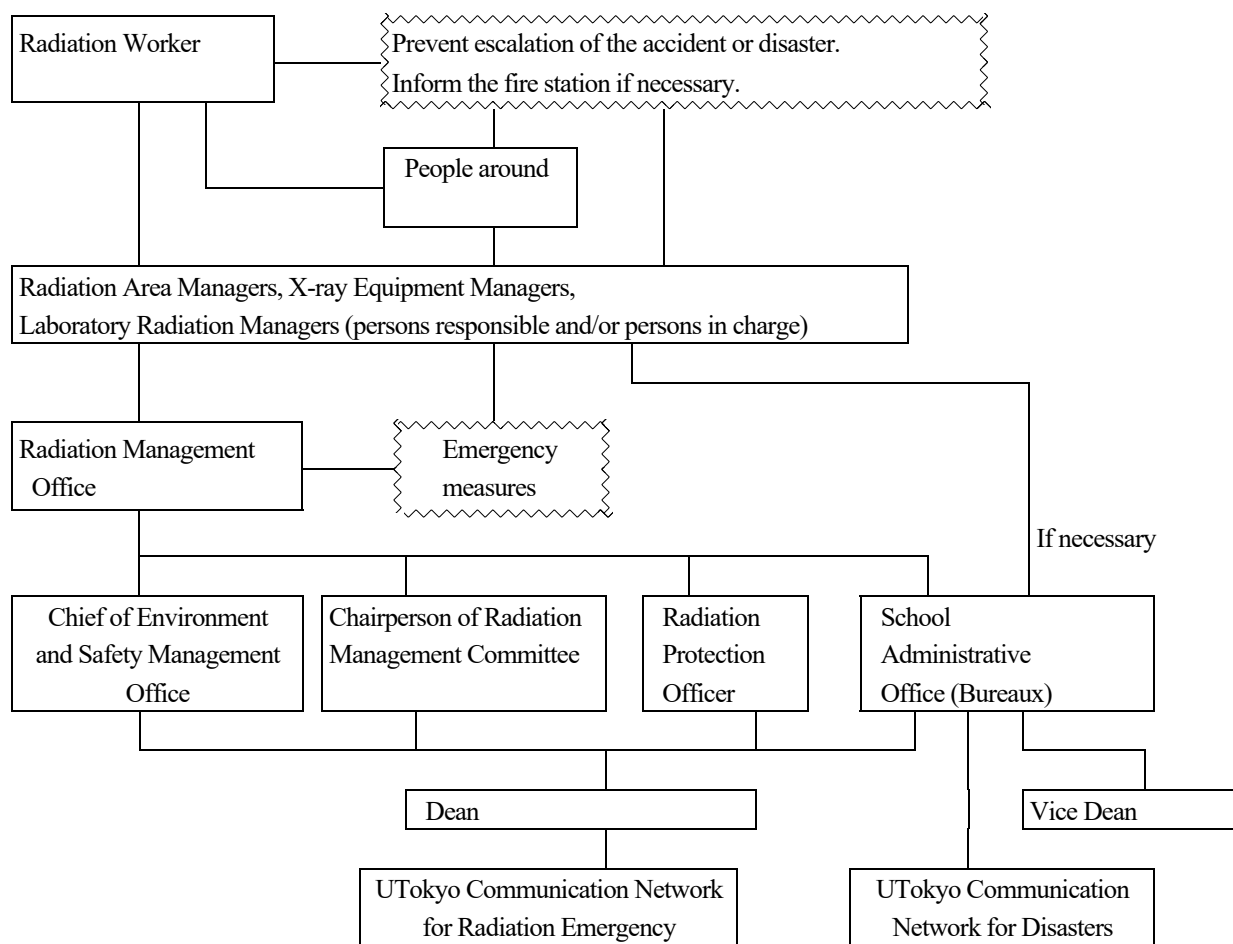 Radiation Worker
Prevent escalation of the accident or disaster.
Inform the fire station if necessary.
People around
Radiation Area Managers, X-ray Equipment Managers,
Laboratory Radiation Managers (persons responsible and/or persons in charge)
Radiation Management
Office
Emergency
measures
If necessary
Chief of Environment
and Safety Management
Office
Chairperson of Radiation
Management Committee
Radiation
Protection
Officer
School
Administrative
Office (Bureaux)
Dean
Vice Dean
UTokyo Communication Network
for Radiation Emergency
UTokyo Communication
Network for Disasters